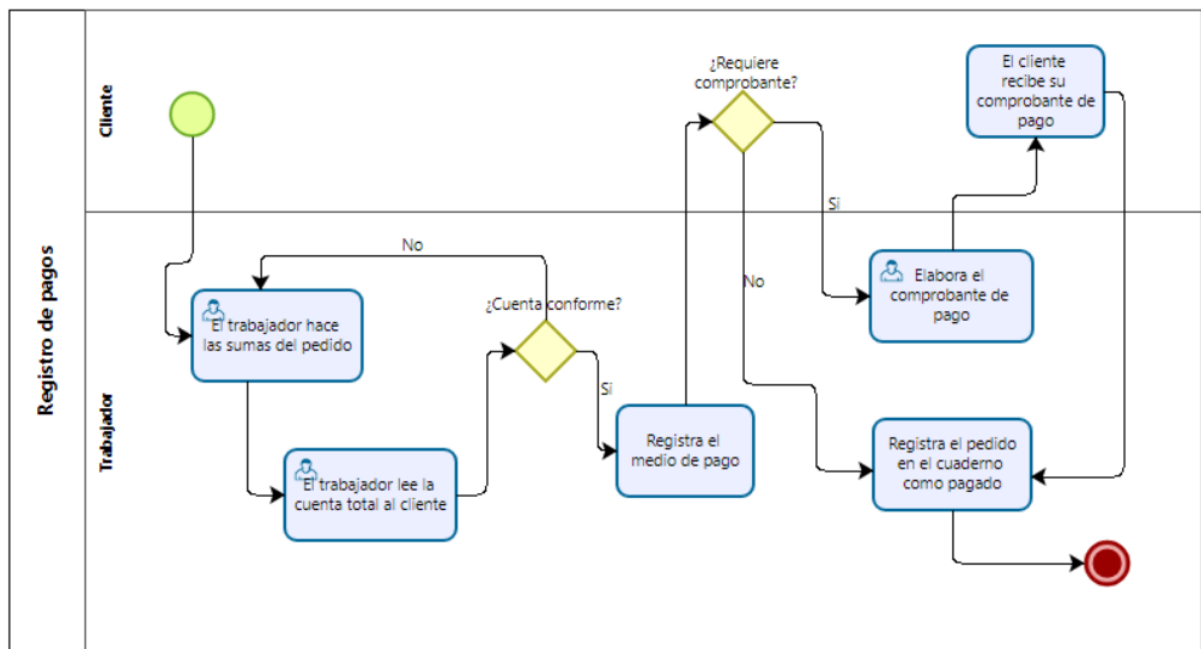 Registro de pagos
Cliente
Trabajador
¿Requiere
comprobante?
El cliente
recibe su
comprobante de
pago
Si
No
No
¿Cuenta conforme?
El trabajador hace
las sumas del pedido
Elabora el
comprobante de
pago
Si
El trabajador lee la
cuenta total al cliente
Registra el
medio de pago
Registra el pedido
en el cuaderno
como pagado